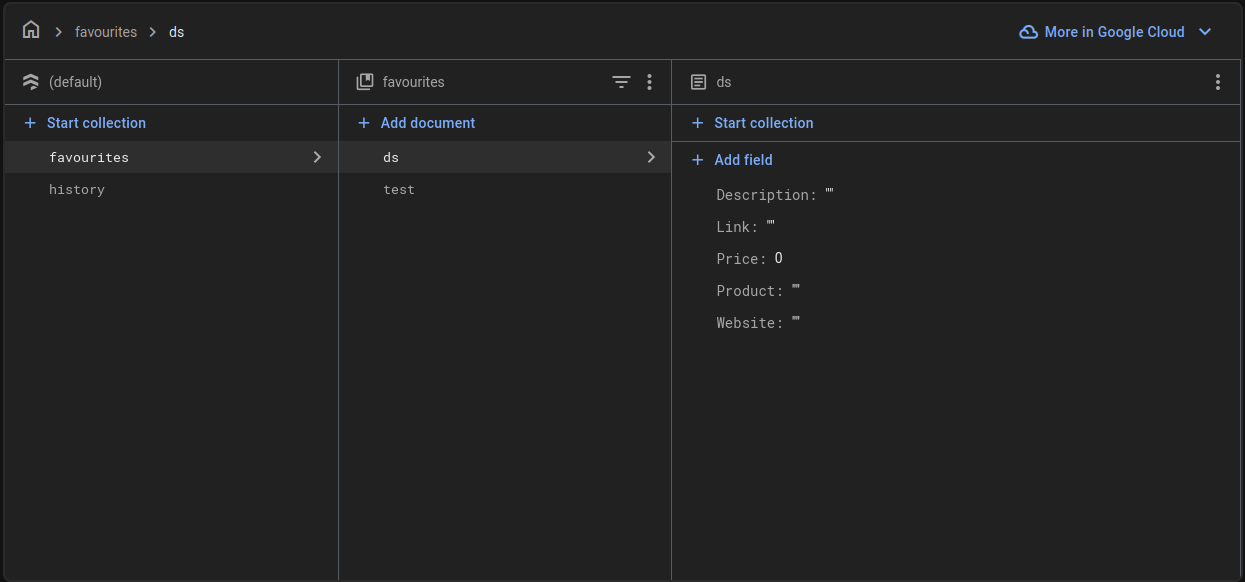 favourites
ds
More in Google Cloud
(default)
favourites
ds
Start collection
Add document
Start collection
favourites
ds
Add field
history
test
Description: ""
Link: ""
Price: 0
Product: ""
Website: ""